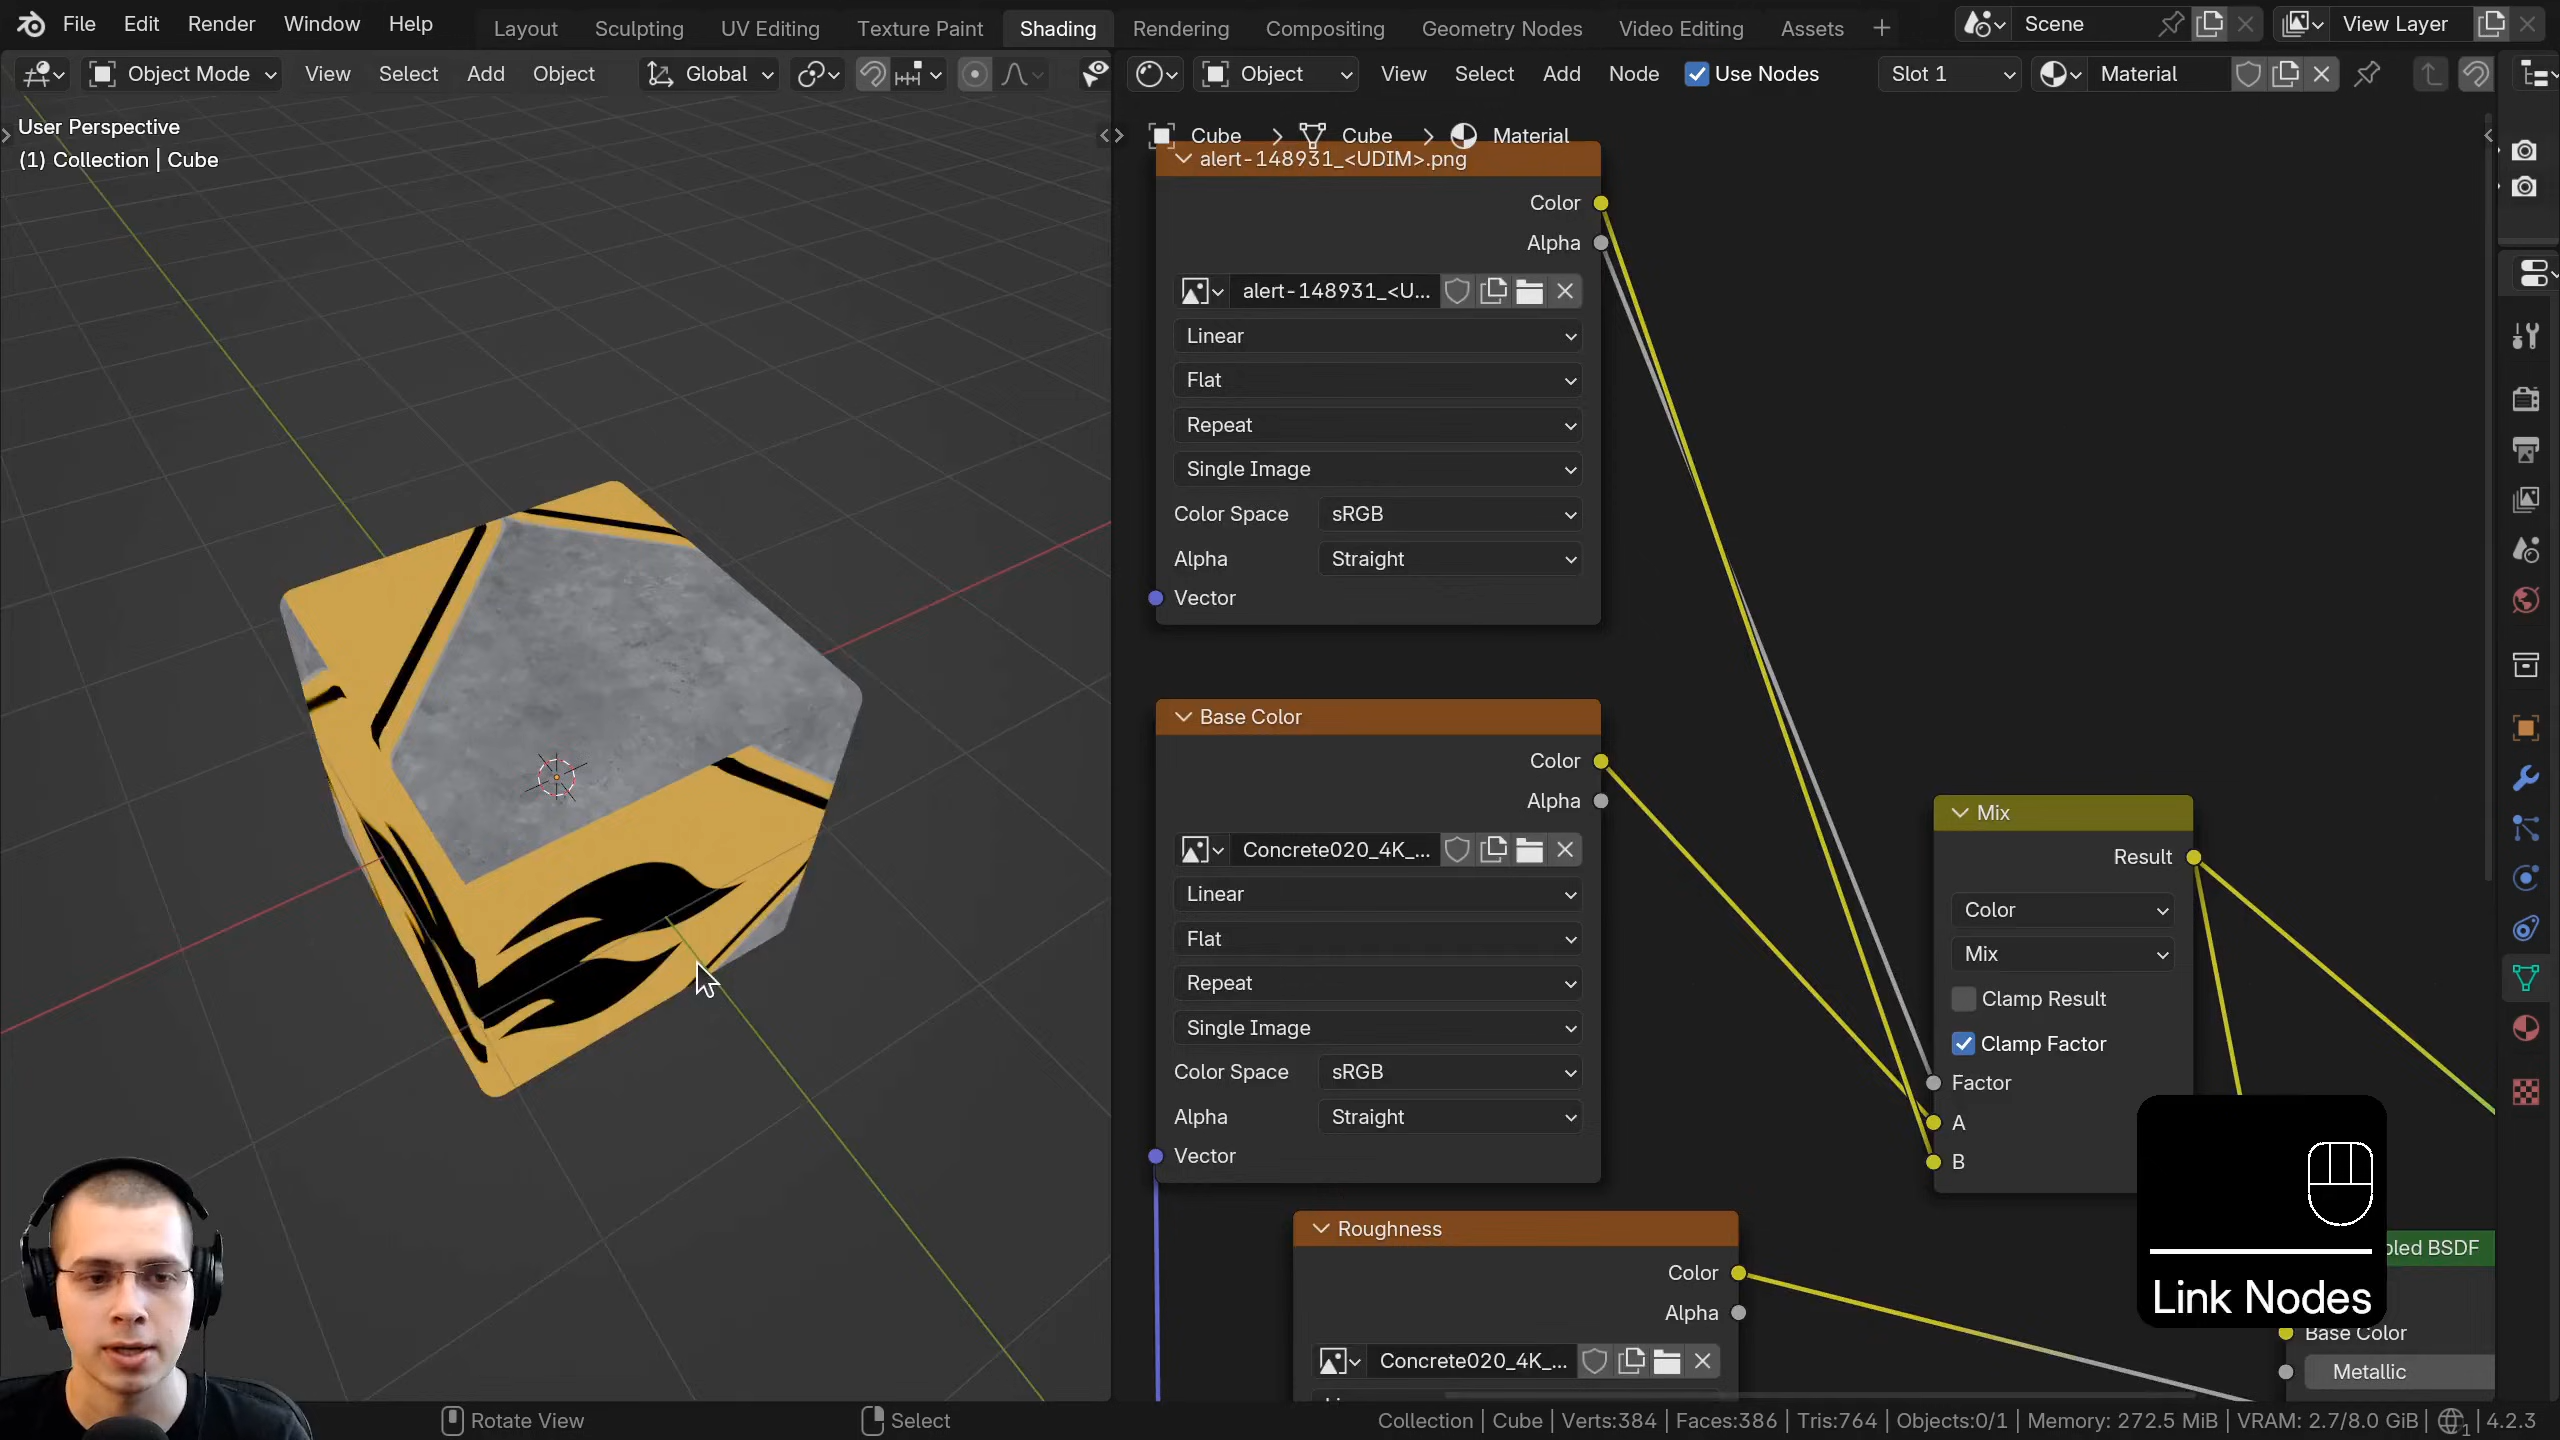 File Edit Render Window Help Layout Sculpting UV Editing Texture Paint Shading Rendering Compositing Geometry Nodes Video Editing Assets + Scene View Layer
Object Mode View Select Add Object Global Object View Select Add Node Use Nodes Slot 1 Material
User Perspective
(1) Collection | Cube
Cube > Cube > Material
alert-148931_<UDIM>.png
Color
Alpha
alert-148931_<U...
Linear
Flat
Repeat
Single Image
Color Space sRGB
Alpha Straight
Vector
Base Color
Color
Alpha
Concrete020_4K_...
Linear
Flat
Repeat
Single Image
Color Space sRGB
Alpha Straight
Vector
Mix
Result
Color
Mix
Clamp Result
Clamp Factor
Factor
A
B
Roughness
Color
Alpha
Concrete020_4K_...
Link Nodes
BSDF
Base Color
Metallic
Rotate View Select Collection | Cube | Verts:384 | Faces:386 | Tris:764 | Objects:0/1 | Memory: 272.5 MiB | VRAM: 2.7/8.0 GiB | 1 | 4.2.3